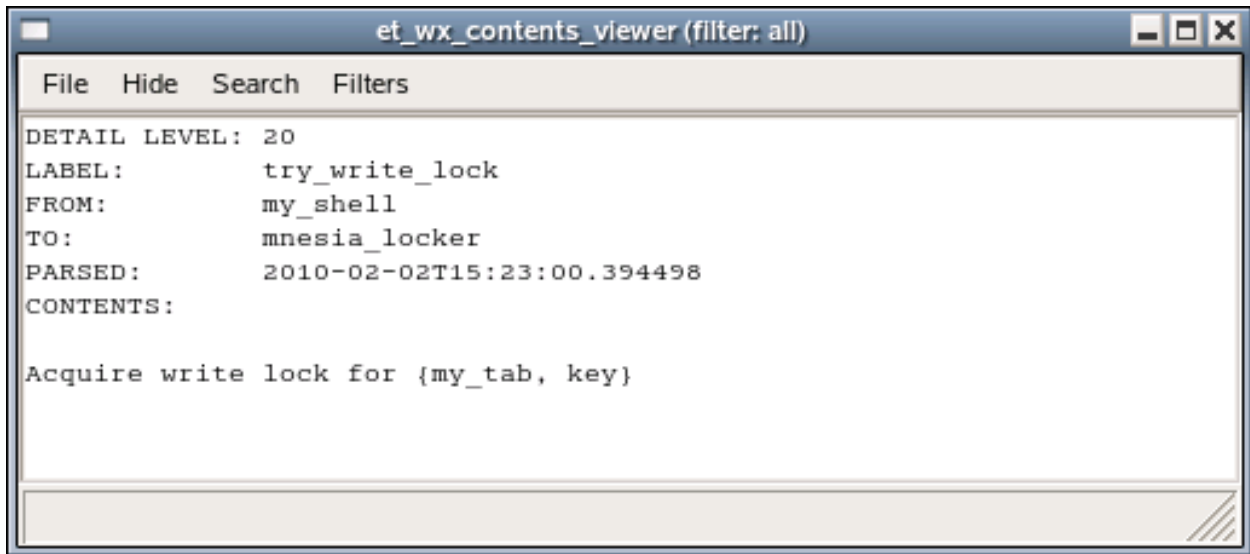 et_wx_contents_viewer (filter: all)
File Hide Search Filters
DETAIL LEVEL: 20
LABEL: try_write_lock
FROM: my_shell
TO: mnesia_locker
PARSED: 2010-02-02T15:23:00.394498
CONTENTS:
Acquire write lock for {my_tab, key}